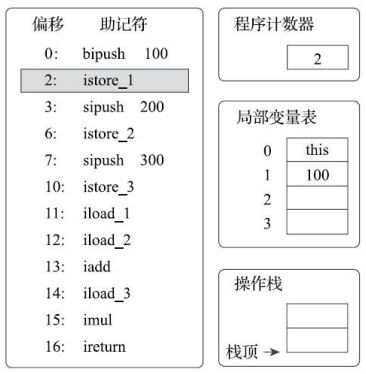 偏移 助记符
0: bipush 100
2: istore_1
3: sipush 200
6: istore_2
7: sipush 300
10: istore_3
11: iload_1
12: iload_2
13: iadd
14: iload_3
15: imul
16: ireturn
程序计数器
2
局部变量表
0 this
1 100
2
3
操作栈
栈顶